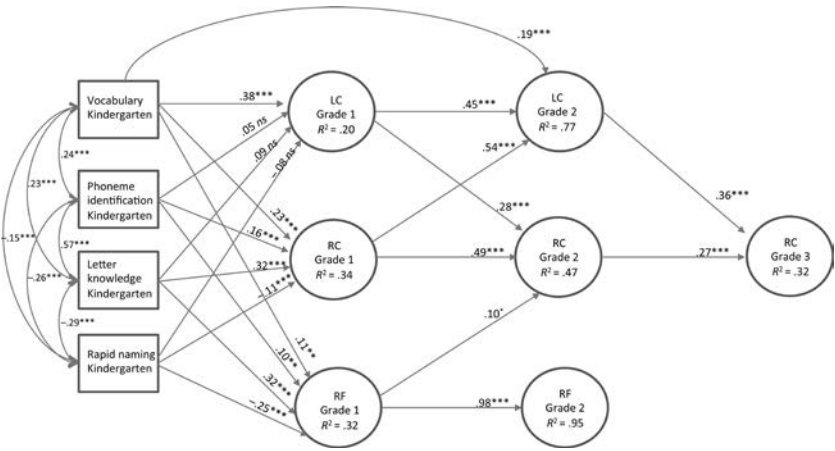 .19***
Vocabulary
Kindergarten
.38***
LC
Grade 1
R² = .20
.45***
LC
Grade 2
R² = .77
.05 ns
.09 ns
-.08 ns
.24***
.54***
Phoneme
identification
Kindergarten
.23***
.28***
.36***
.23***
.16***
RC
Grade 1
R² = .34
.49***
RC
Grade 2
R² = .47
.27***
RC
Grade 3
R² = .32
-.15***
.57***
-.26***
Letter
knowledge
Kindergarten
.32***
-.11***
-.29***
.10*
Rapid naming
Kindergarten
.11**
.10**
.32***
-.25***
RF
Grade 1
R² = .32
.98***
RF
Grade 2
R² = .95